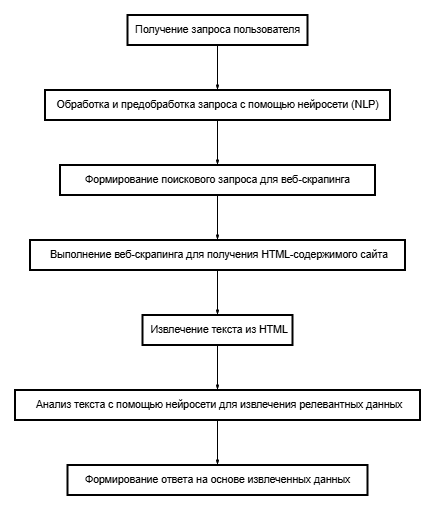 Получение запроса пользователя
Обработка и предобработка запроса с помощью нейросети (NLP)
Формирование поискового запроса для веб-скрапинга
Выполнение веб-скрапинга для получения HTML-содержимого сайта
Извлечение текста из HTML
Анализ текста с помощью нейросети для извлечения релевантных данных
Формирование ответа на основе извлеченных данных